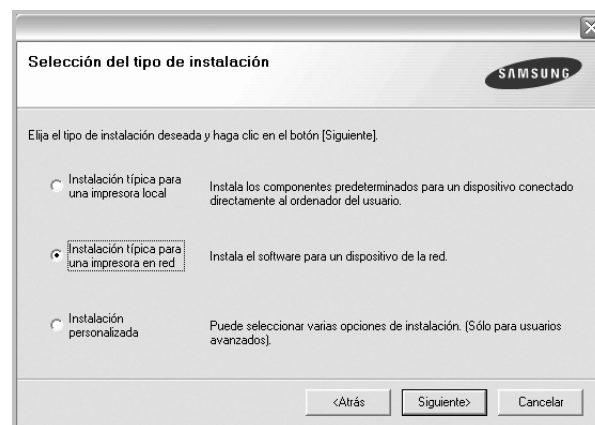 Selección del tipo de instalación
SAMSUNG
Elija el tipo de instalación deseada y haga clic en el botón [Siguiente].
Instalación típica para
una impresora local
Instala los componentes predeterminados para un dispositivo conectado
directamente al ordenador del usuario.
Instalación típica para
una impresora en red
Instala el software para un dispositivo de la red.
Instalación
personalizada
Puede seleccionar varias opciones de instalación. (Sólo para usuarios
avanzados).
<Atrás
Siguiente>
Cancelar